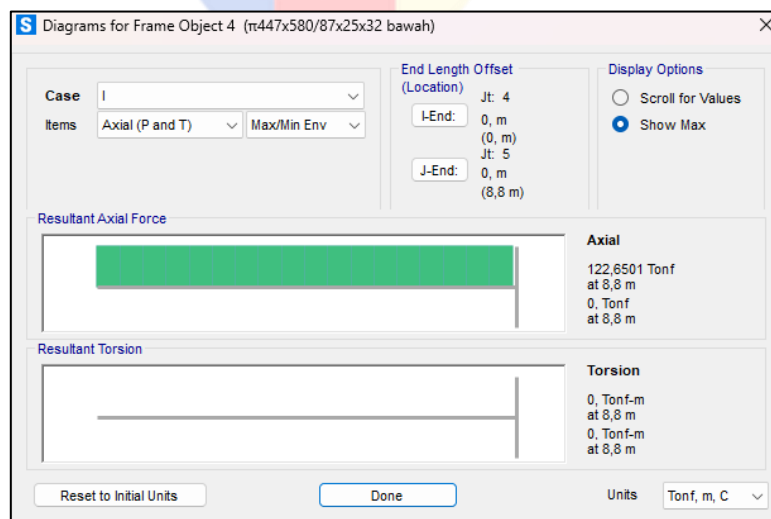 Diagrams for Frame Object 4 (π447x580/87x25x32 bawah)
Case
I
Items
Axial (P and T)
Max/Min Env
End Length Offset
(Location)
I-End:
Jt: 4
0, m
(0, m)
J-End:
Jt: 5
0, m
(8,8 m)
Display Options
Scroll for Values
Show Max
Resultant Axial Force
Axial
122,6501 Tonf
at 8,8 m
0, Tonf
at 8,8 m
Resultant Torsion
Torsion
0, Tonf-m
at 8,8 m
0, Tonf-m
at 8,8 m
Reset to Initial Units
Done
Units
Tonf, m, C